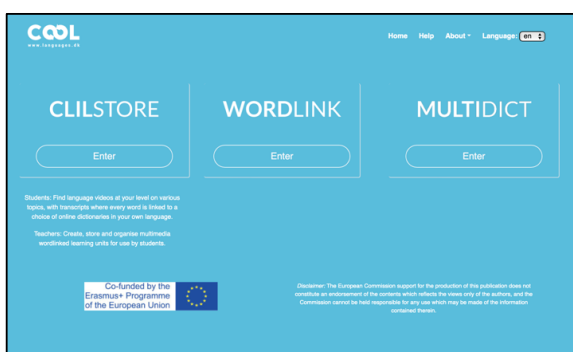 COOL
www.languages.dk
Home Help About Language: en
CLILSTORE
WORDLINK
MULTIDICT
Enter
Enter
Enter
Students: Find language videos at your level on various
topics, with transcripts where every word is linked to a
choice of online dictionaries in your own language.
Teachers: Create, store and organise multimedia
wordlinked learning units for use by students.
Co-funded by the
Erasmus+ Programme
of the European Union
Disclaimer: The European Commission support for the production of this publication does not
constitute an endorsement of the contents which reflects the views only of the authors, and the
Commission cannot be held responsible for any use which may be made of the information
contained therein.